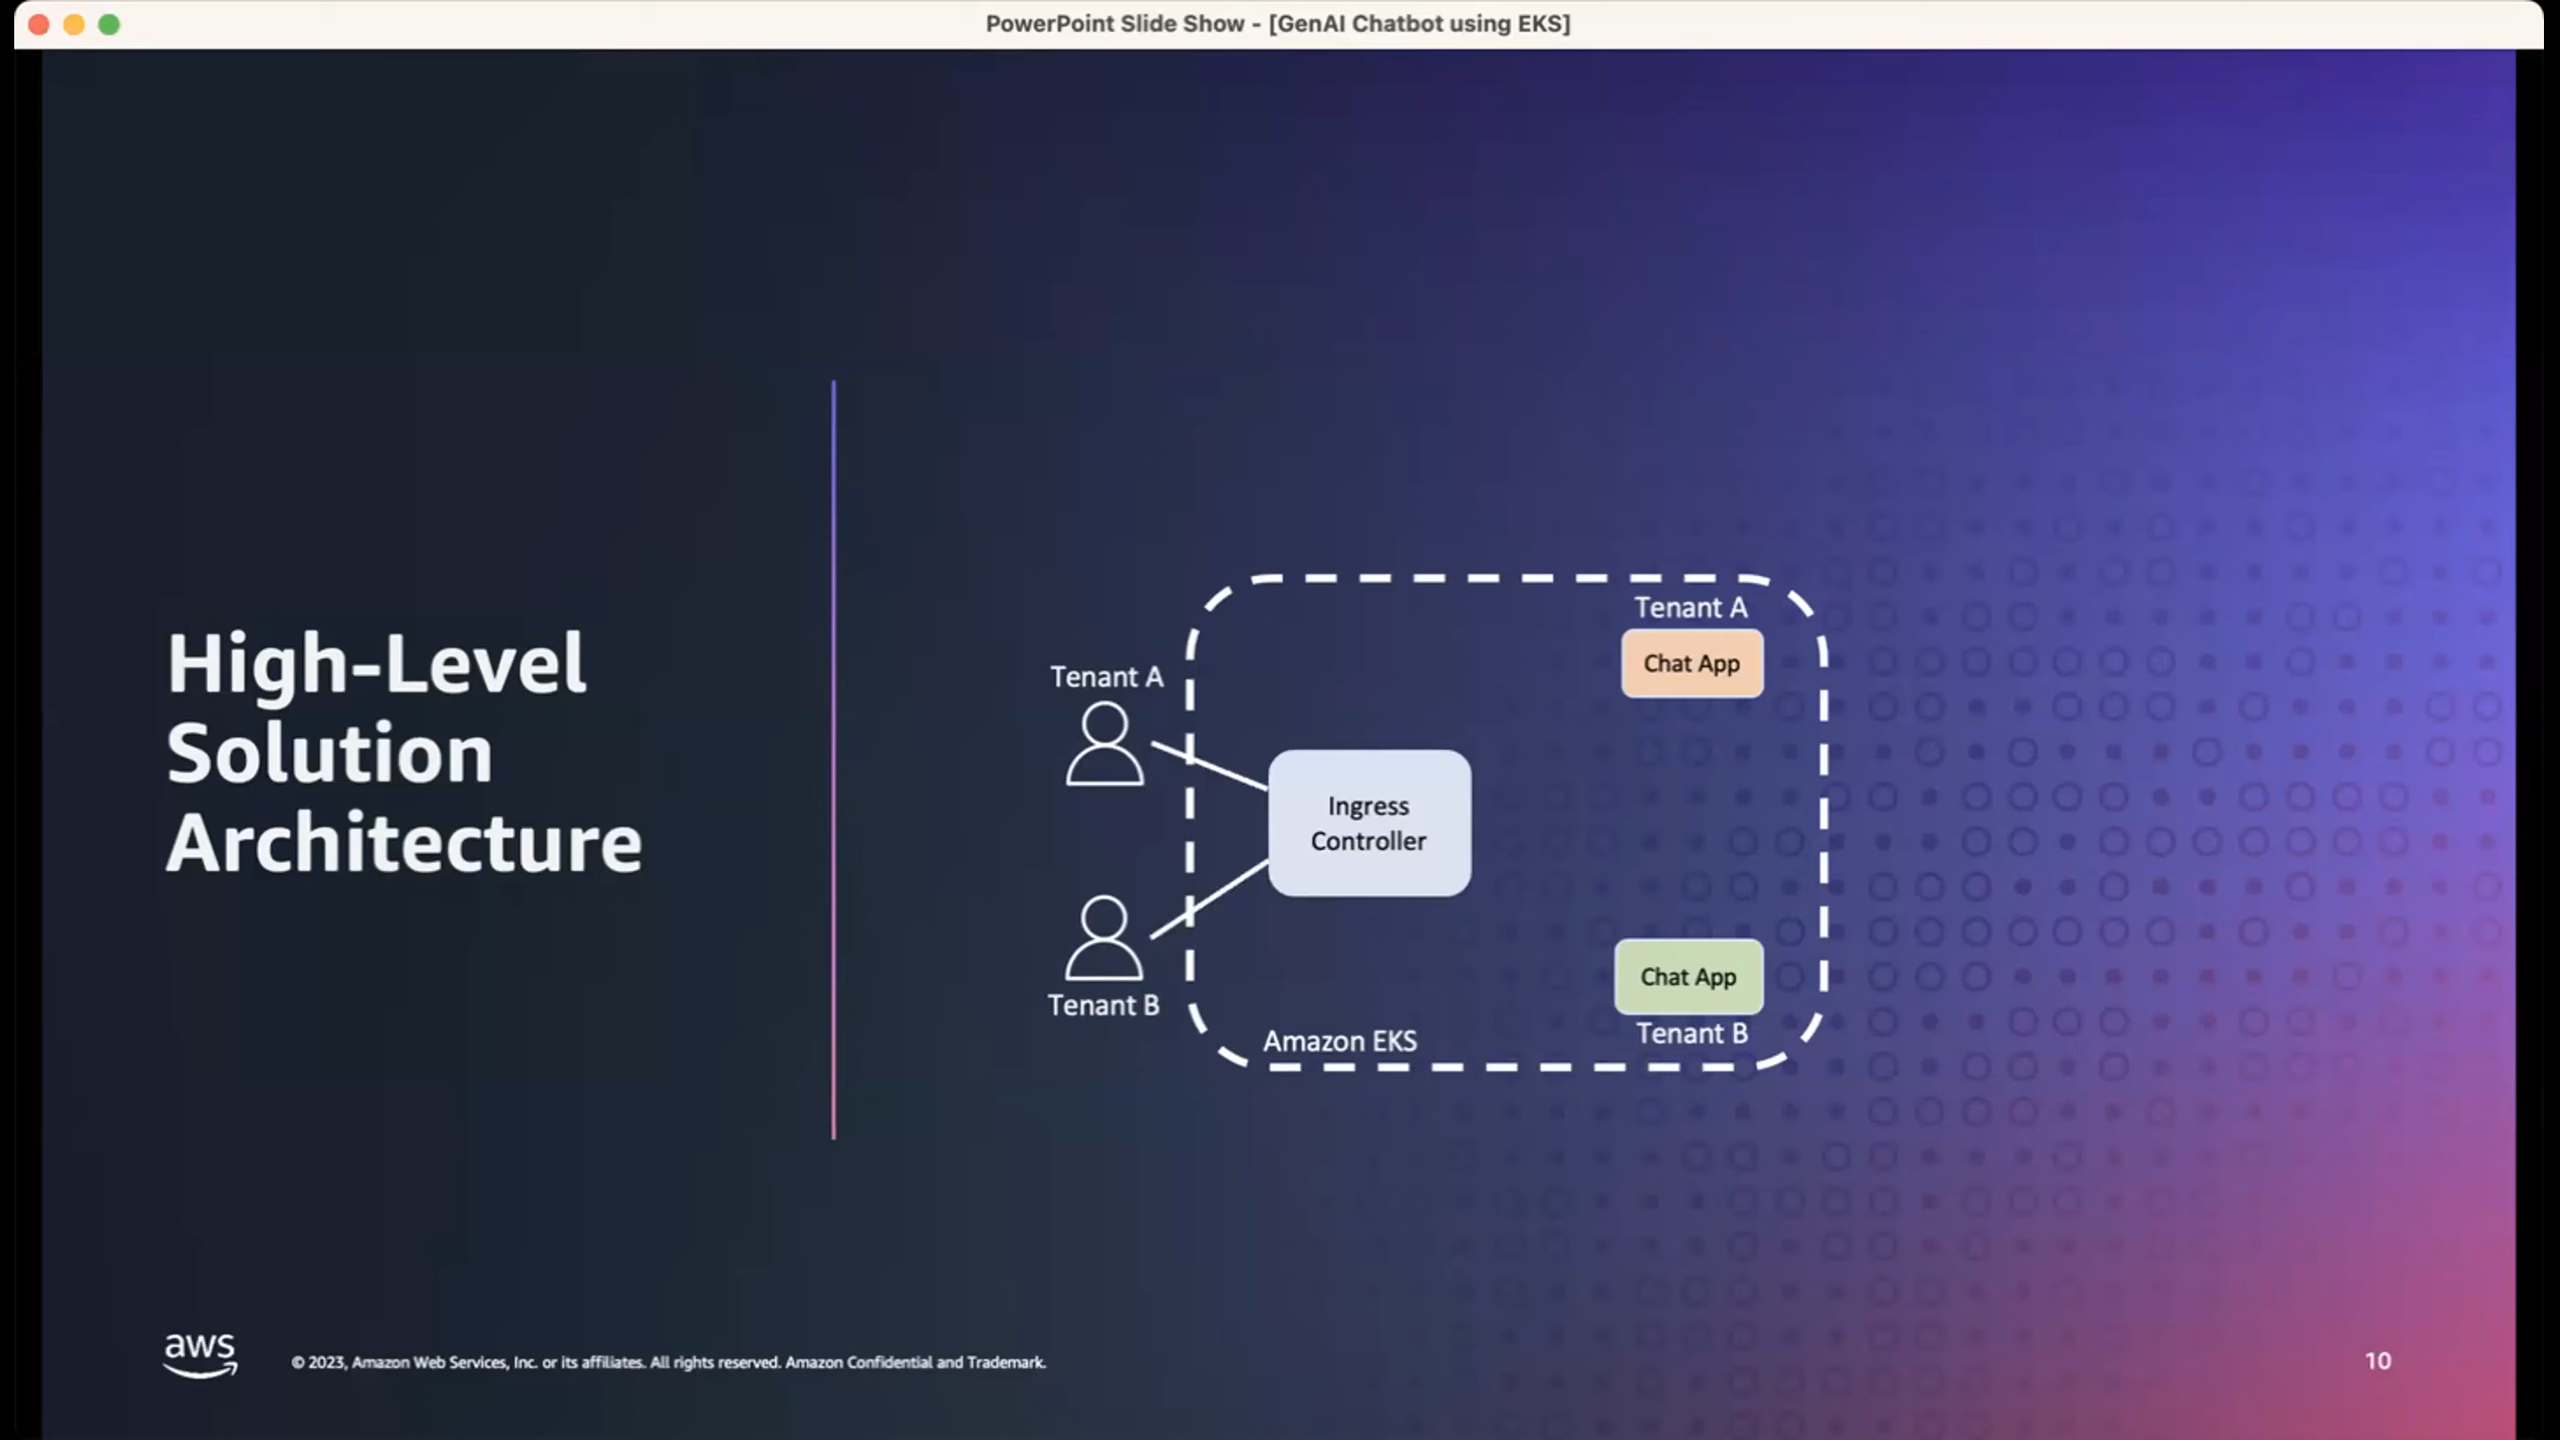 PowerPoint Slide Show - [GenAI Chatbot using EKS]
High-Level
Solution
Architecture
Tenant A
Tenant B
Ingress
Controller
Amazon EKS
Tenant A
Chat App
Chat App
Tenant B
aws
© 2023, Amazon Web Services, Inc. or its affiliates. All rights reserved. Amazon Confidential and Trademark.
10